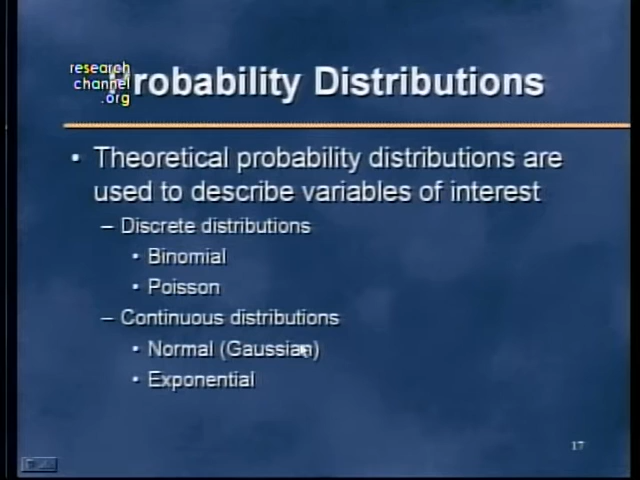 research
channel
.org
Probability Distributions
• Theoretical probability distributions are
used to describe variables of interest
– Discrete distributions
• Binomial
• Poisson
– Continuous distributions
• Normal (Gaussian)
• Exponential
17